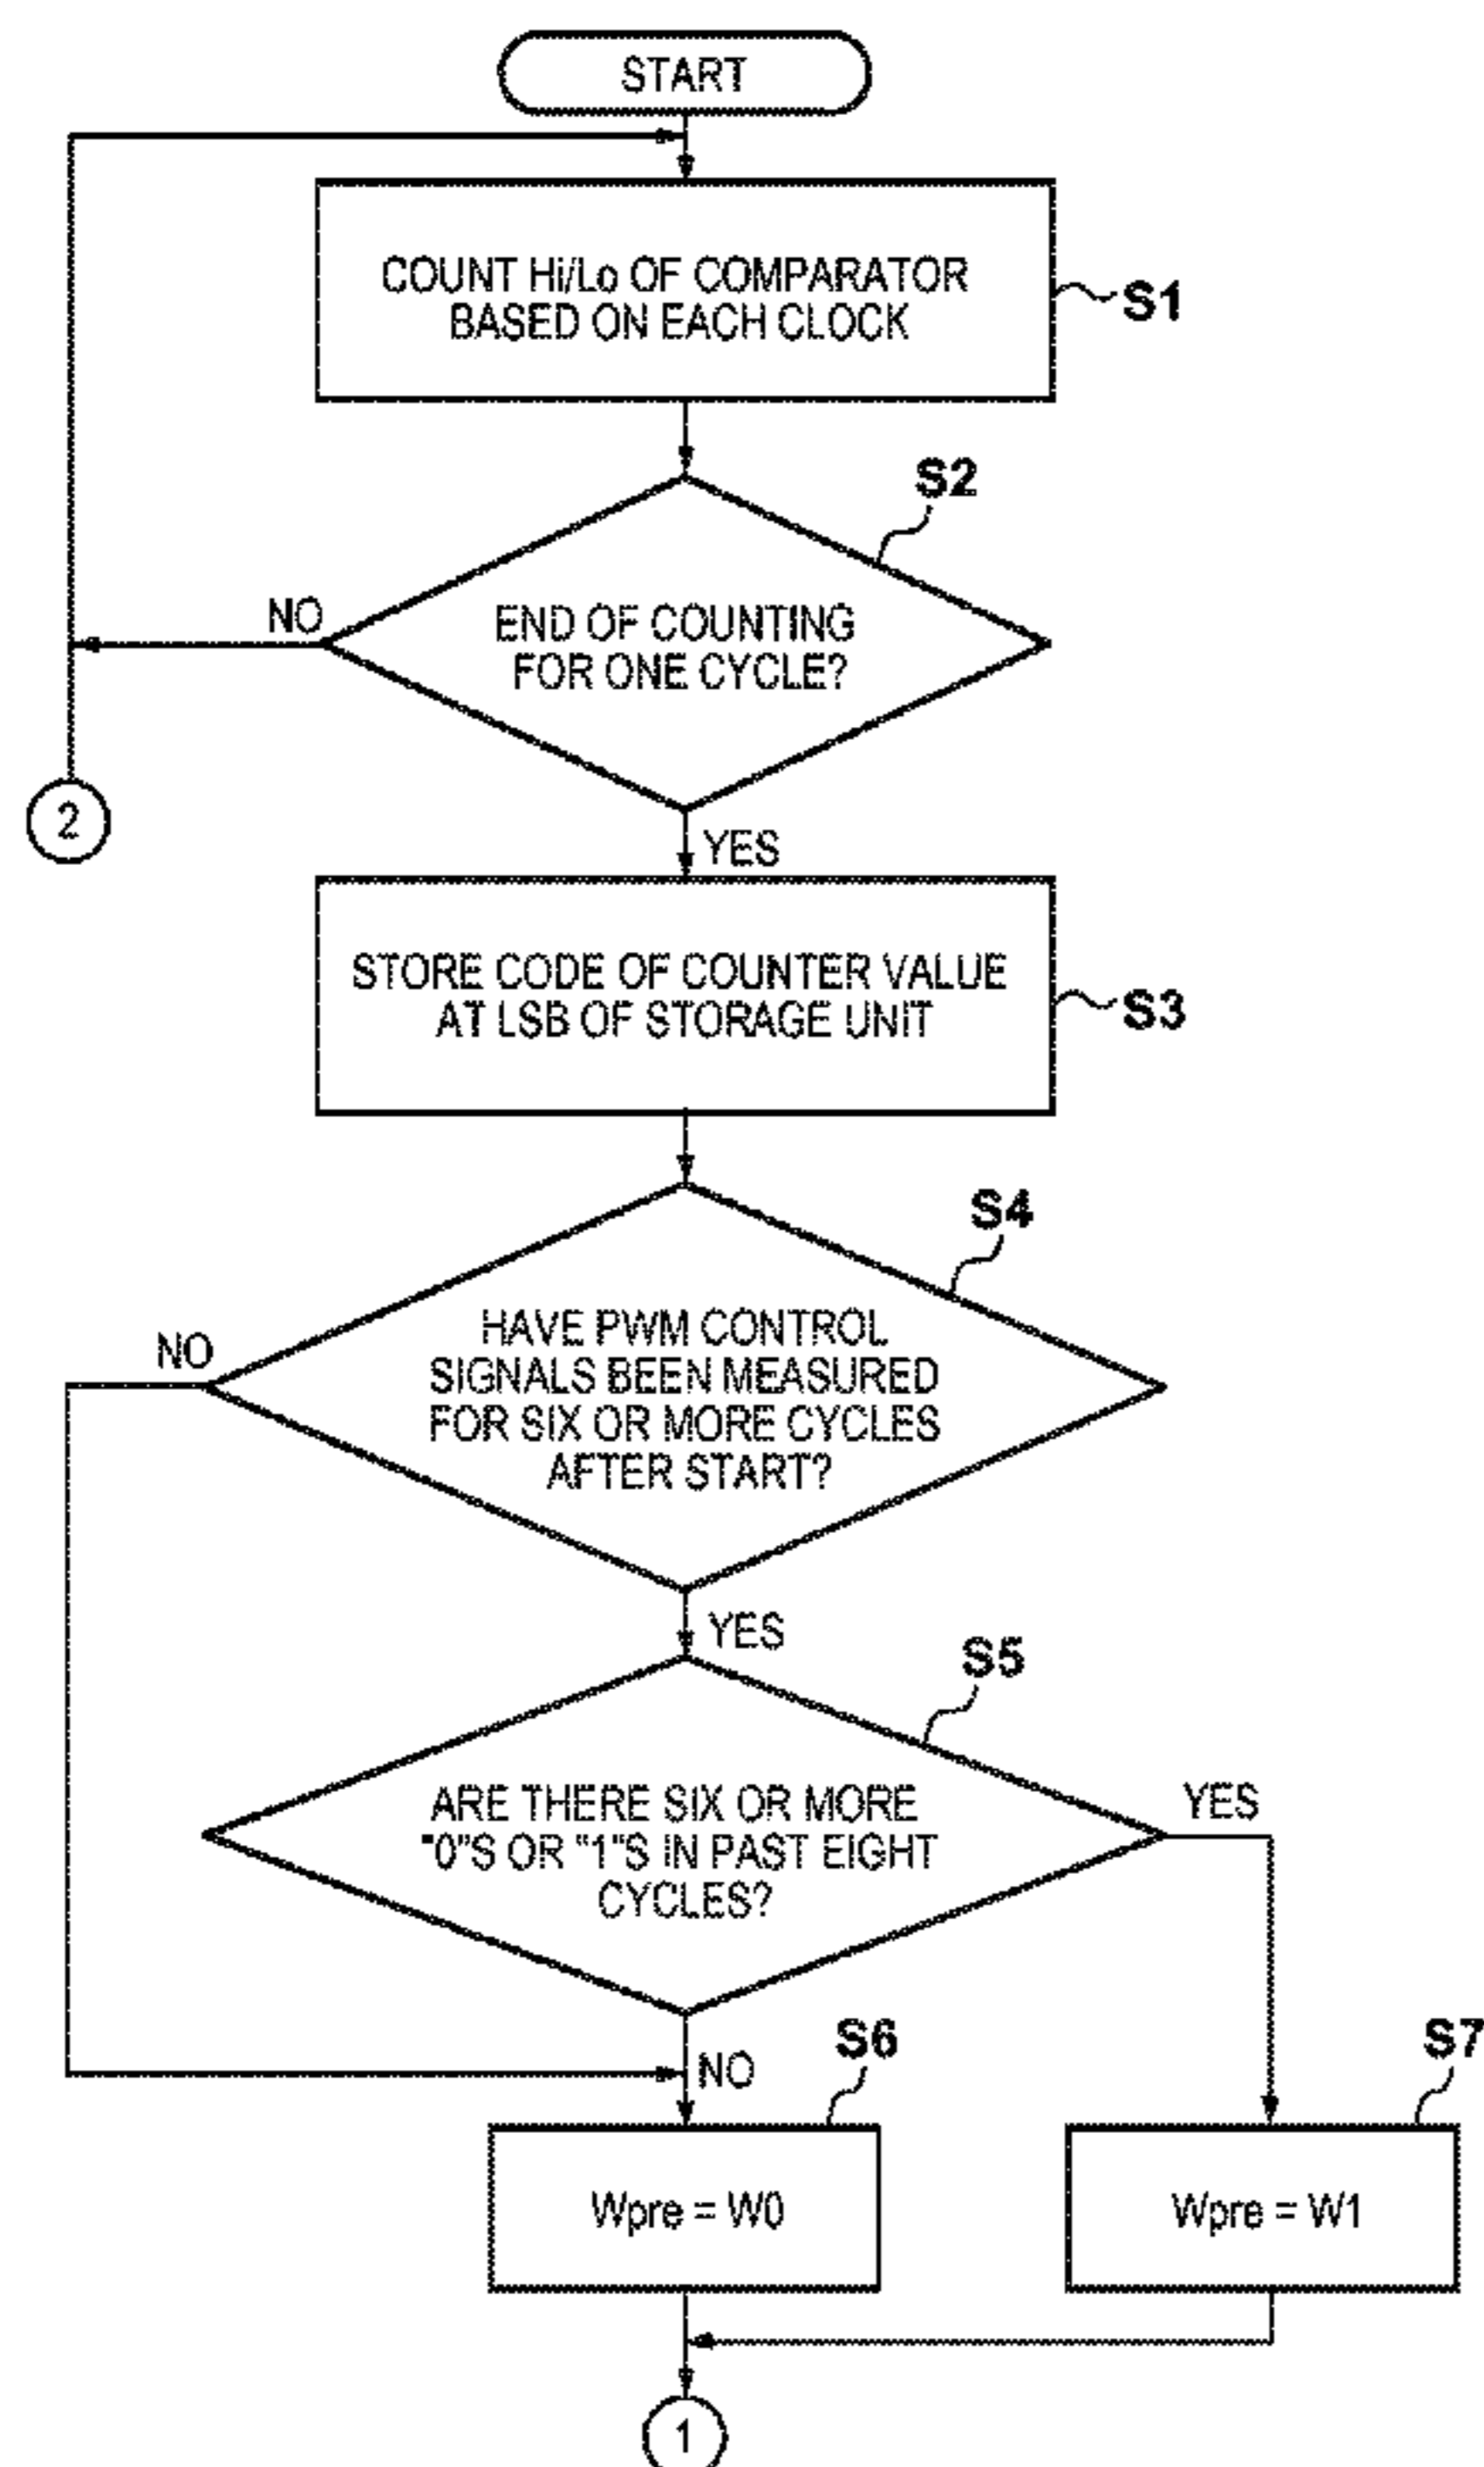 START
COUNT Hi/Lo OF COMPARATOR
BASED ON EACH CLOCK
S1
S2
NO
END OF COUNTING
FOR ONE CYCLE?
2
YES
STORE CODE OF COUNTER VALUE
AT LSB OF STORAGE UNIT
S3
S4
NO
HAVE PWM CONTROL
SIGNALS BEEN MEASURED
FOR SIX OR MORE CYCLES
AFTER START?
YES
S5
ARE THERE SIX OR MORE
"0"S OR "1"S IN PAST EIGHT
CYCLES?
YES
NO
S6
S7
Wpre = W0
Wpre = W1
1